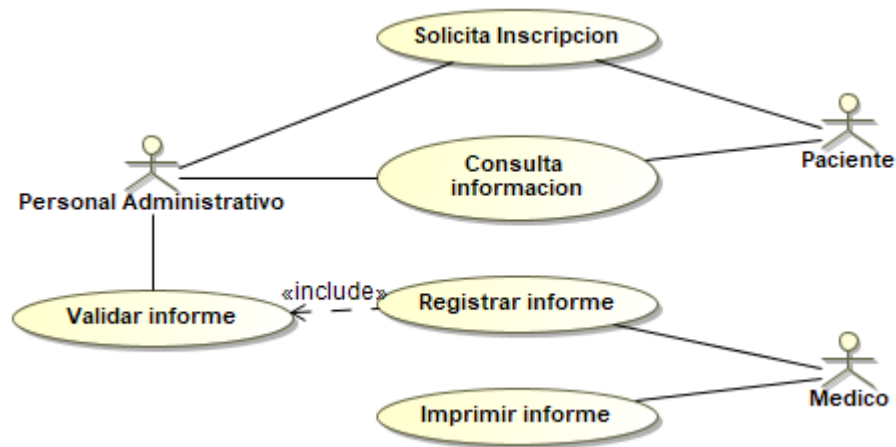 Solicita Inscripcion
Paciente
Consulta
informacion
Personal Administrativo
«include»
Validar informe
Registrar informe
Medico
Imprimir informe